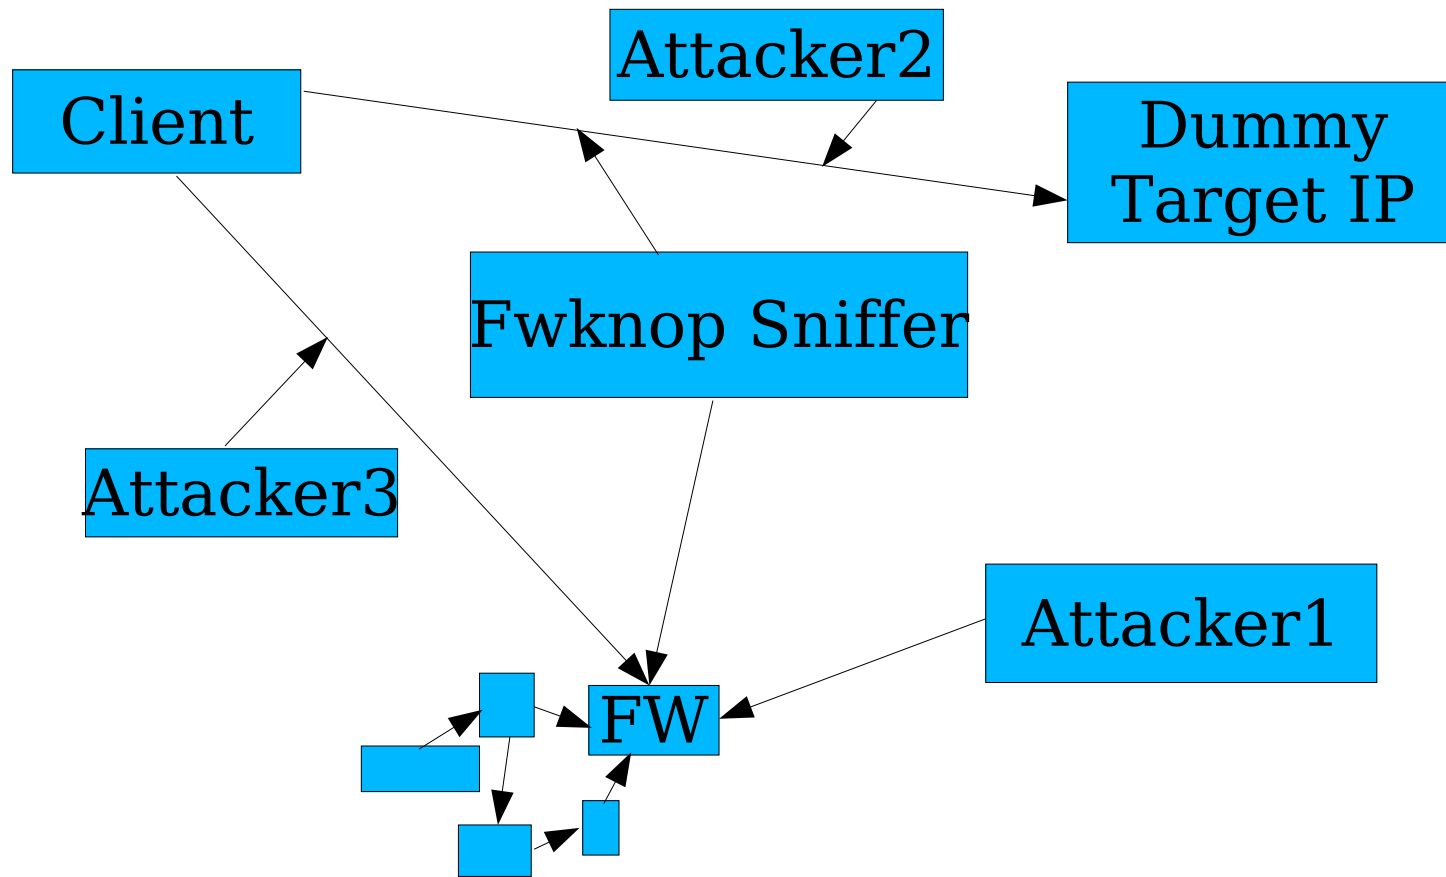 Attacker2
Client
Dummy
Target IP
Fwknop Sniffer
Attacker3
Attacker1
FW